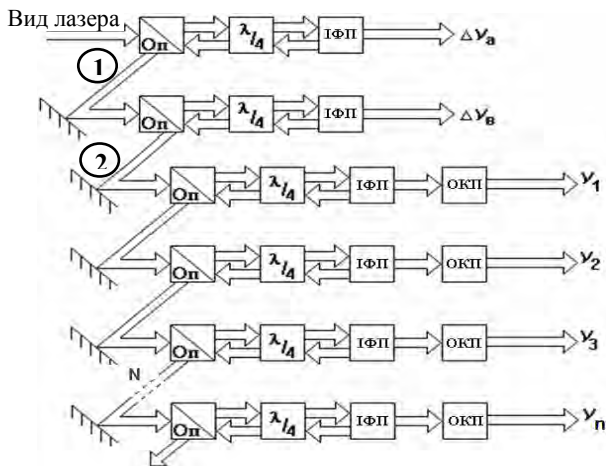 Вид лазера
Оп λ/4 ІФП Δνа
1
Оп λ/4 ІФП Δνв
2
Оп λ/4 ІФП ОКП ν1
Оп λ/4 ІФП ОКП ν2
Оп λ/4 ІФП ОКП ν3
N
Оп λ/4 ІФП ОКП νn